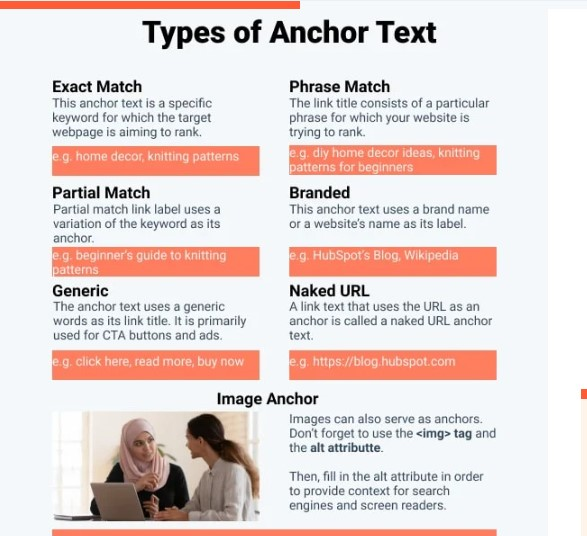 Types of Anchor Text
Exact Match
This anchor text is a specific
keyword for which the target
webpage is aiming to rank.
e.g. home decor, knitting patterns
Phrase Match
The link title consists of a particular
phrase for which your website is
trying to rank.
e.g. diy home decor ideas, knitting
patterns for beginners
Partial Match
Partial match link label uses a
variation of the keyword as its
anchor.
e.g. beginner's guide to knitting
patterns
Branded
This anchor text uses a brand name
or a website's name as its label.
e.g. HubSpot's Blog, Wikipedia
Generic
The anchor text uses a generic
words as its link title. It is primarily
used for CTA buttons and ads.
e.g. click here, read more, buy now
Naked URL
A link text that uses the URL as an
anchor is called a naked URL anchor
text.
e.g. https://blog.hubspot.com
Image Anchor
Images can also serve as anchors.
Don't forget to use the <img> tag and
the alt attributte.
Then, fill in the alt attribute in order
to provide context for search
engines and screen readers.